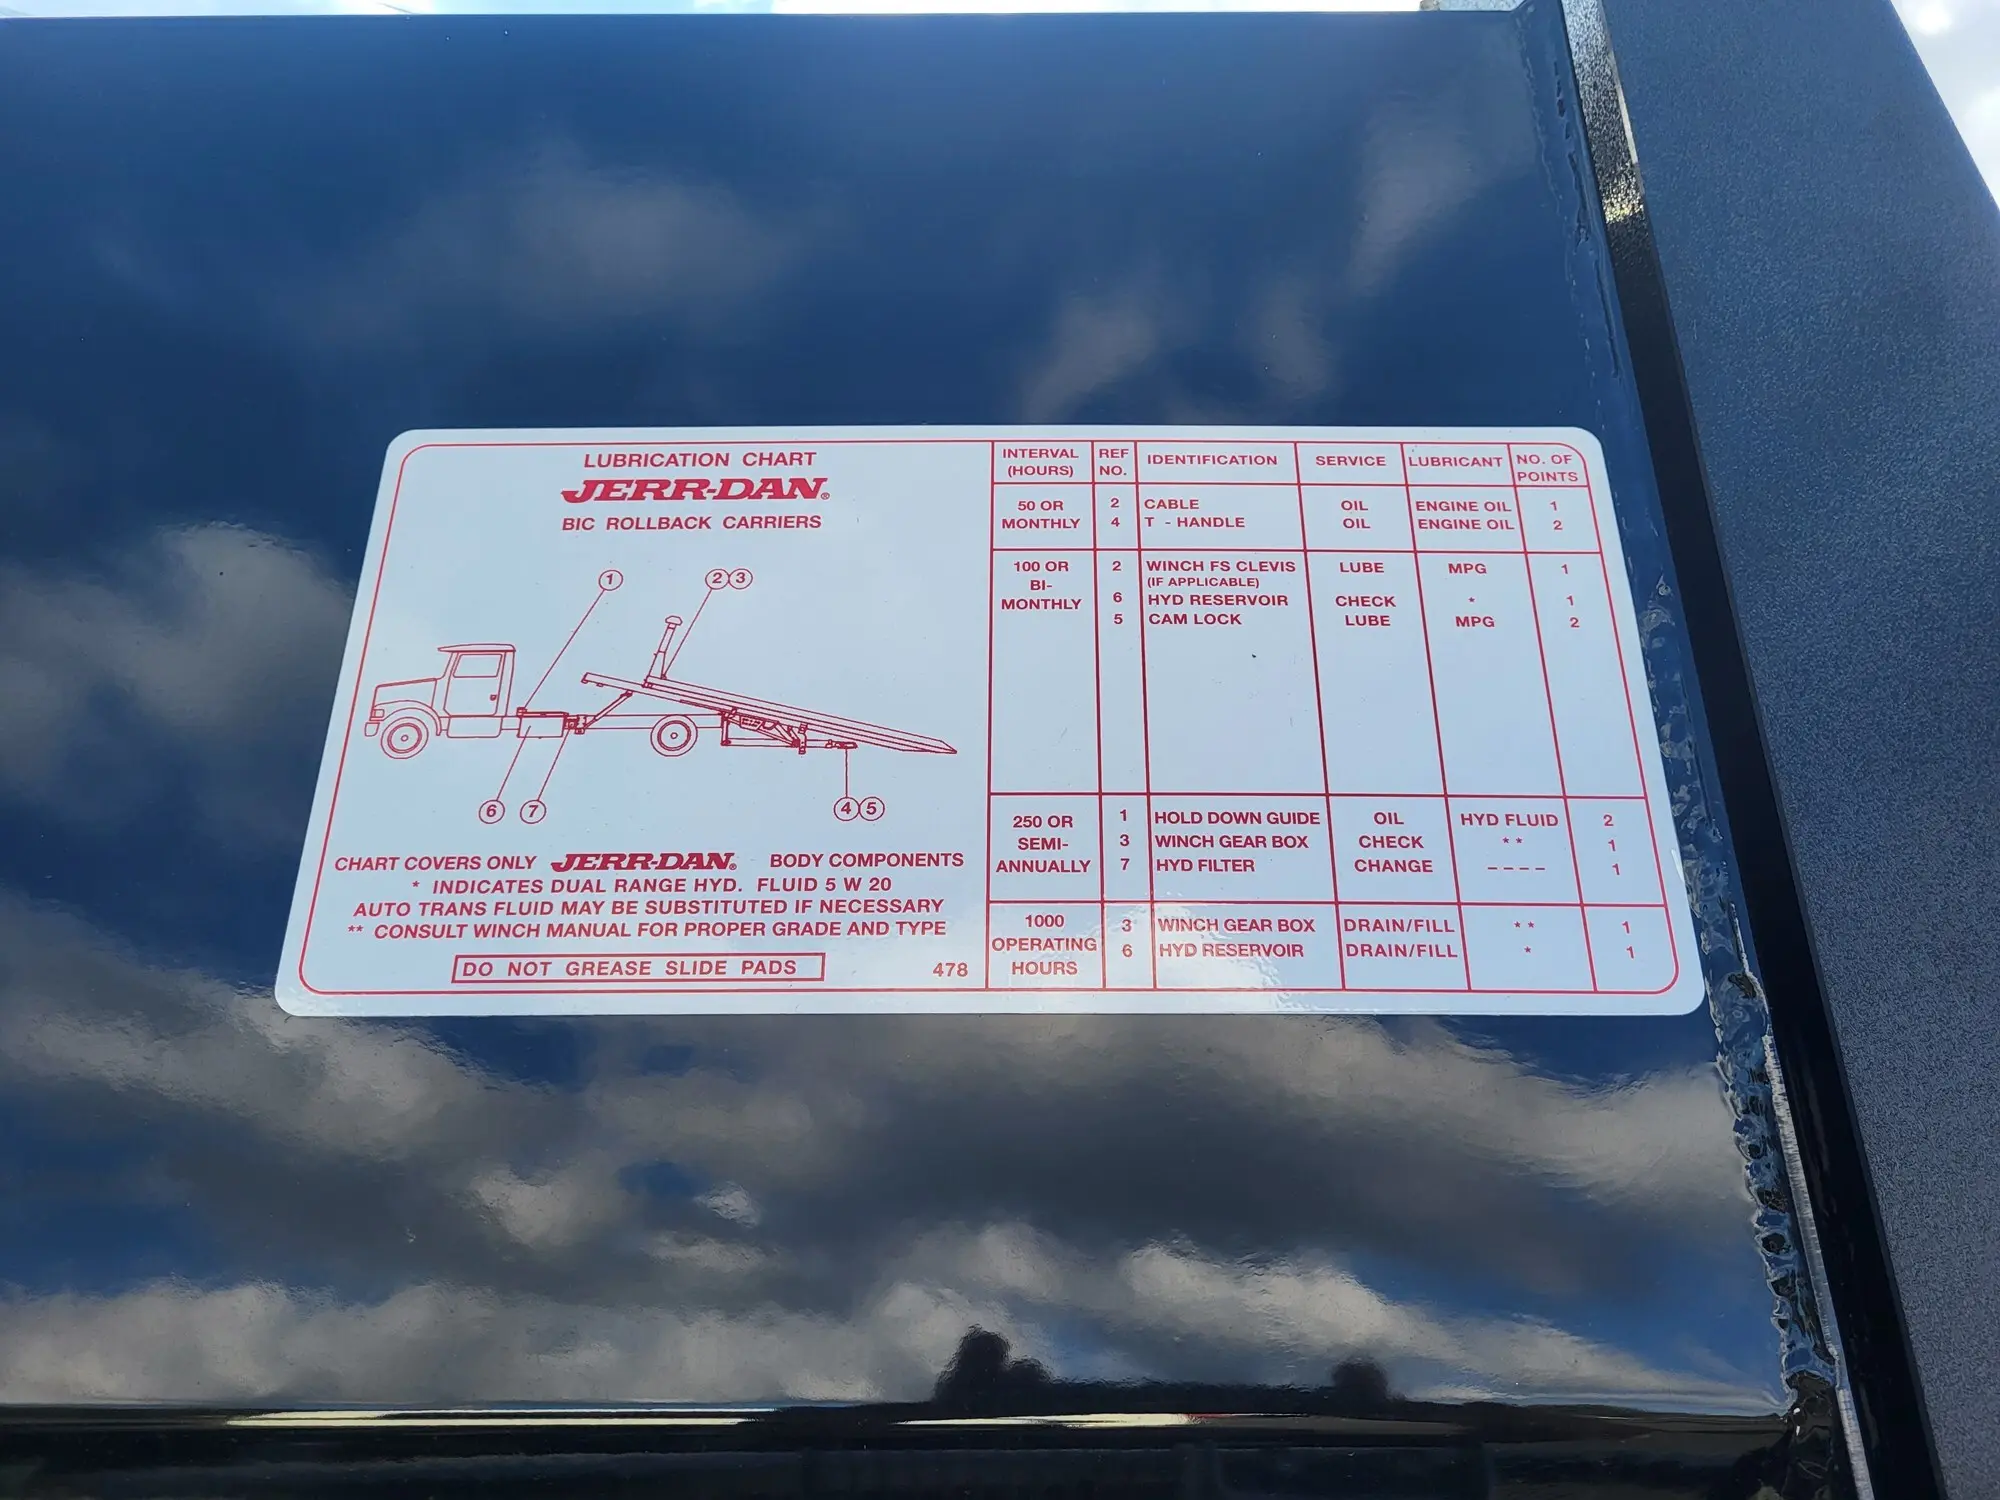 LUBRICATION CHART
JERR-DAN®
BIC ROLLBACK CARRIERS
1
2 3
6 7
4 5
CHART COVERS ONLY JERR-DAN® BODY COMPONENTS
* INDICATES DUAL RANGE HYD. FLUID 5 W 20
AUTO TRANS FLUID MAY BE SUBSTITUTED IF NECESSARY
** CONSULT WINCH MANUAL FOR PROPER GRADE AND TYPE
DO NOT GREASE SLIDE PADS
478
INTERVAL (HOURS) REF NO. IDENTIFICATION SERVICE LUBRICANT NO. OF POINTS
50 OR 2 CABLE OIL ENGINE OIL 1
MONTHLY 4 T - HANDLE OIL ENGINE OIL 2
100 OR 2 WINCH FS CLEVIS LUBE MPG 1
BI- (IF APPLICABLE)
MONTHLY 6 HYD RESERVOIR CHECK * 1
5 CAM LOCK LUBE MPG 2
250 OR 1 HOLD DOWN GUIDE OIL HYD FLUID 2
SEMI- 3 WINCH GEAR BOX CHECK ** 1
ANNUALLY 7 HYD FILTER CHANGE ---- 1
1000 3 WINCH GEAR BOX DRAIN/FILL ** 1
OPERATING 6 HYD RESERVOIR DRAIN/FILL * 1
HOURS